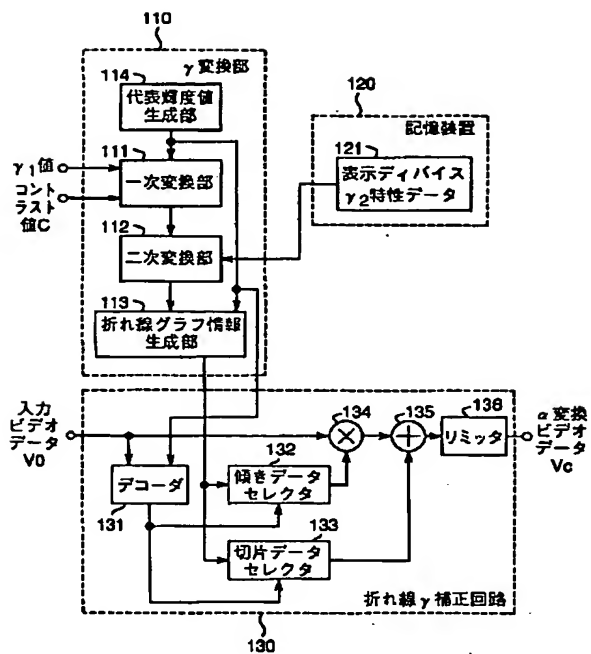 110
γ変換部
114
代表輝度値
生成部
120
記憶装置
121
表示ディバイス
γ2特性データ
γ1値
コント
ラスト
値C
111
一次変換部
112
二次変換部
113
折れ線グラフ情報
生成部
入力
ビデオ
データ
V0
デコーダ
131
132
傾きデータ
セレクタ
133
切片データ
セレクタ
134
×
135
+
136
リミッタ
α変換
ビデオ
データ
Vc
折れ線γ補正回路
130